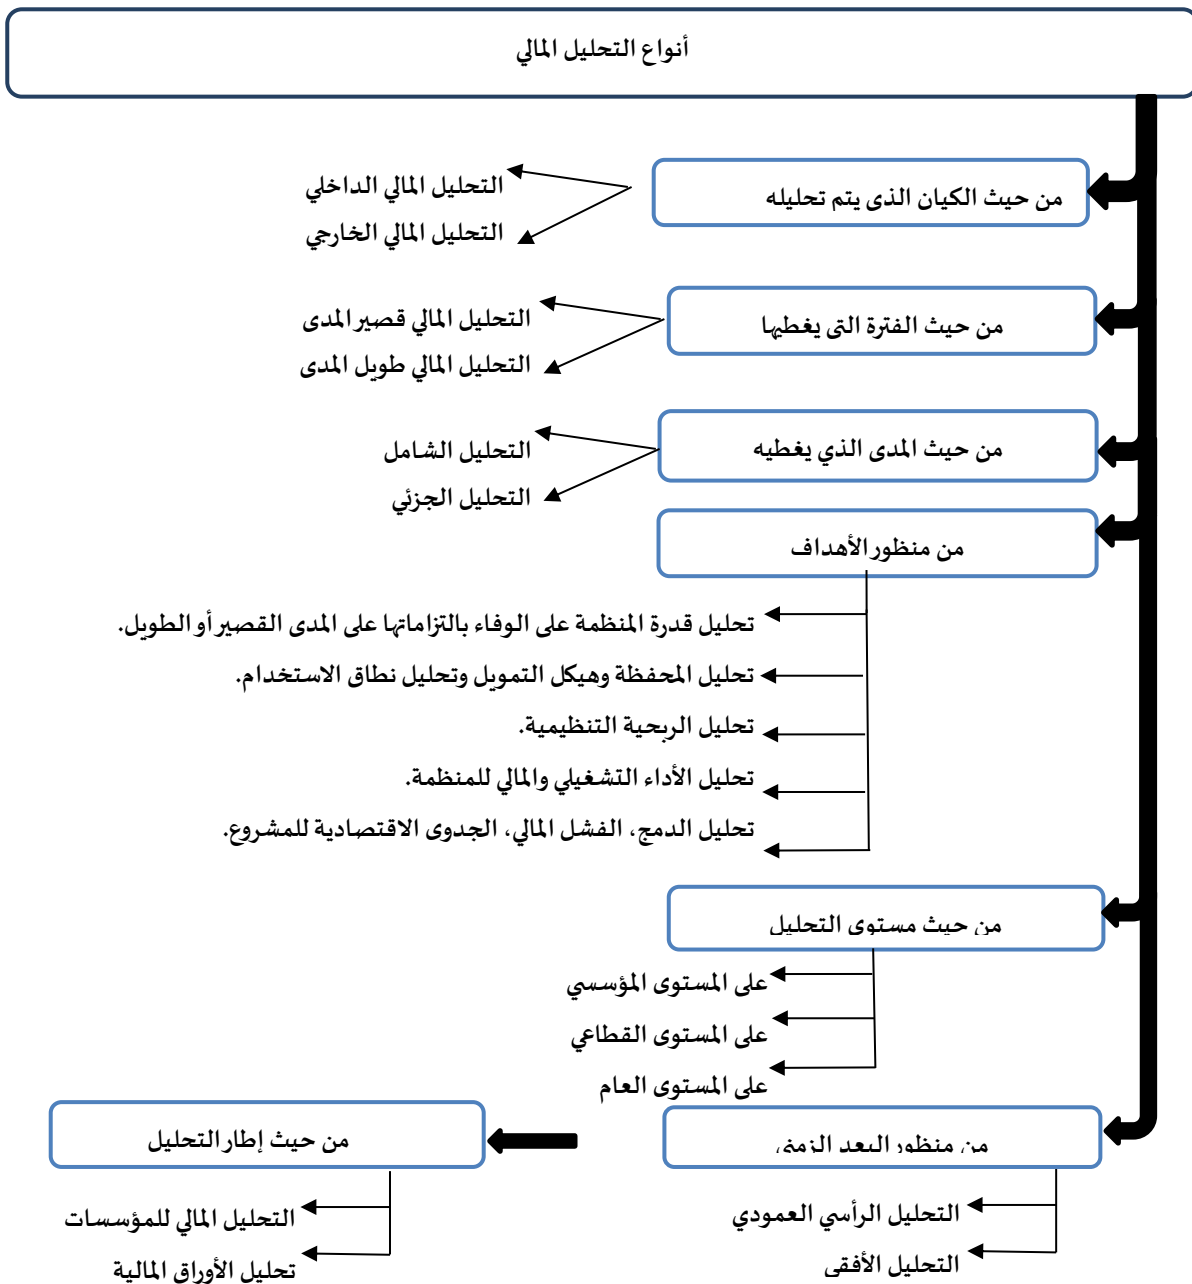 أنواع التحليل المالي
من حيث الكيان الذى يتم تحليله
التحليل المالي الداخلي
التحليل المالي الخارجي
من حيث الفترة التى يغطيها
التحليل المالي قصير المدى
التحليل المالي طويل المدى
من حيث المدى الذي يغطيه
التحليل الشامل
التحليل الجزئي
من منظور الأهداف
تحليل قدرة المنظمة على الوفاء بالتزاماتها على المدى القصير أو الطويل.
تحليل المحفظة وهيكل التمويل وتحليل نطاق الاستخدام.
تحليل الربحية التنظيمية.
تحليل الأداء التشغيلي والمالي للمنظمة.
تحليل الدمج، الفشل المالي، الجدوى الاقتصادية للمشروع.
من حيث مستوى التحليل
على المستوى المؤسسي
على المستوى القطاعي
على المستوى العام
من منظور البعد الزمني
التحليل الرأسي العمودي
التحليل الأفقي
من حيث إطار التحليل
التحليل المالي للمؤسسات
تحليل الأوراق المالية